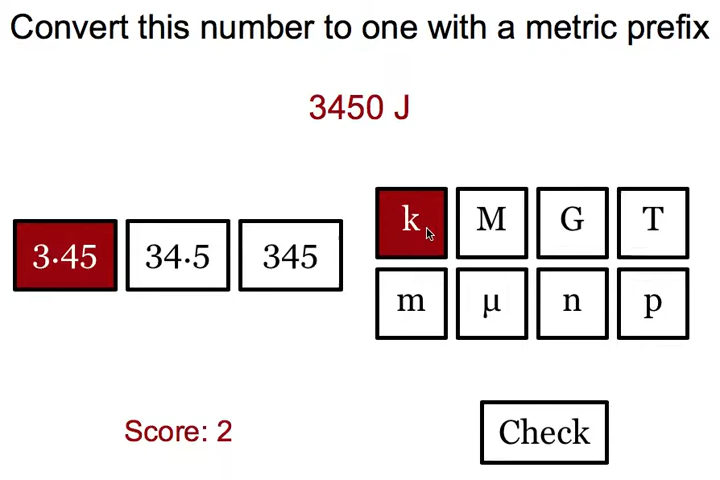 Convert this number to one with a metric prefix
3450 J
3·45 34·5 345
k M G T
m μ n p
Score: 2
Check